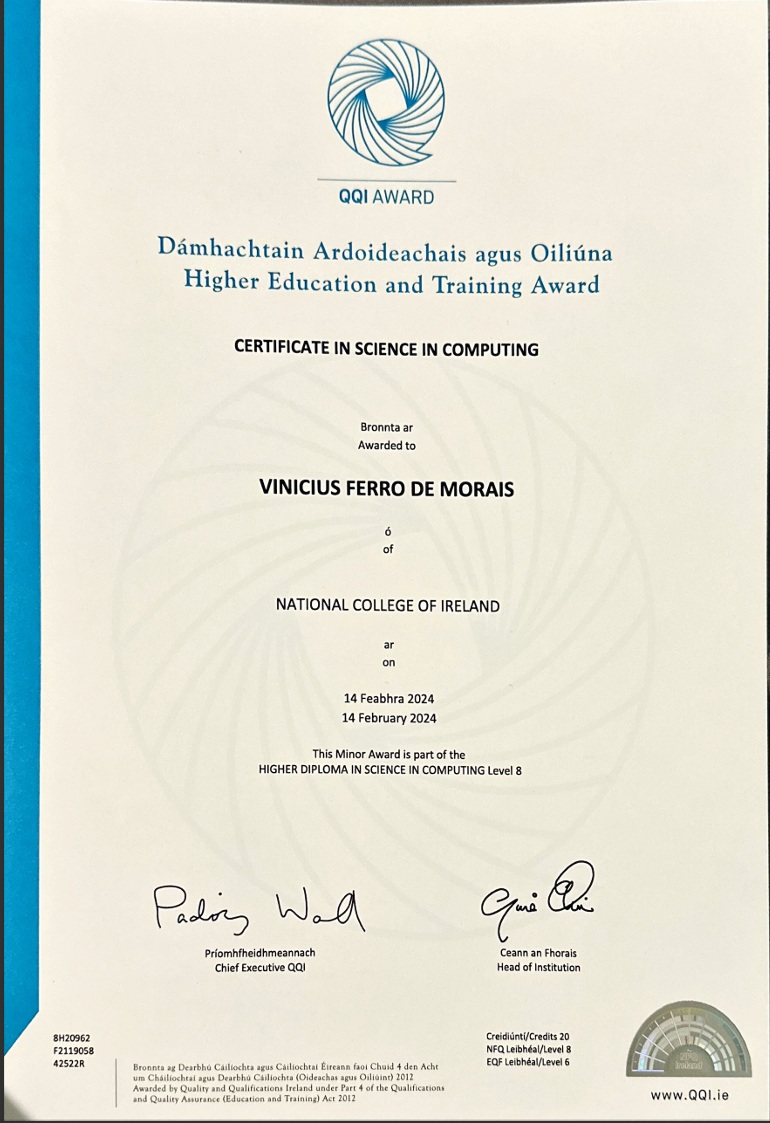 QQI AWARD
Dámhachtain Ardoideachais agus Oiliúna
Higher Education and Training Award
CERTIFICATE IN SCIENCE IN COMPUTING
Bronnta ar
Awarded to
VINICIUS FERRO DE MORAIS
ó
of
NATIONAL COLLEGE OF IRELAND
ar
on
14 Feabhra 2024
14 February 2024
This Minor Award is part of the
HIGHER DIPLOMA IN SCIENCE IN COMPUTING Level 8
Príomhfheidhmeannach
Chief Executive QQI
Ceann an Fhorais
Head of Institution
8H20962
F2119058
42522R
Bronnta ag Dearbhú Cáilíochta agus Cáilíochtaí Éireann faoi Chuid 4 den Acht
um Cháilíochtaí agus Dearbhú Cáilíochta (Oideachas agus Oiliúint) 2012
Awarded by Quality and Qualifications Ireland under Part 4 of the Qualifications
and Quality Assurance (Education and Training) Act 2012
Creidiúntí/Credits 20
NFQ Leibhéal/Level 8
EQF Leibhéal/Level 6
www.QQI.ie